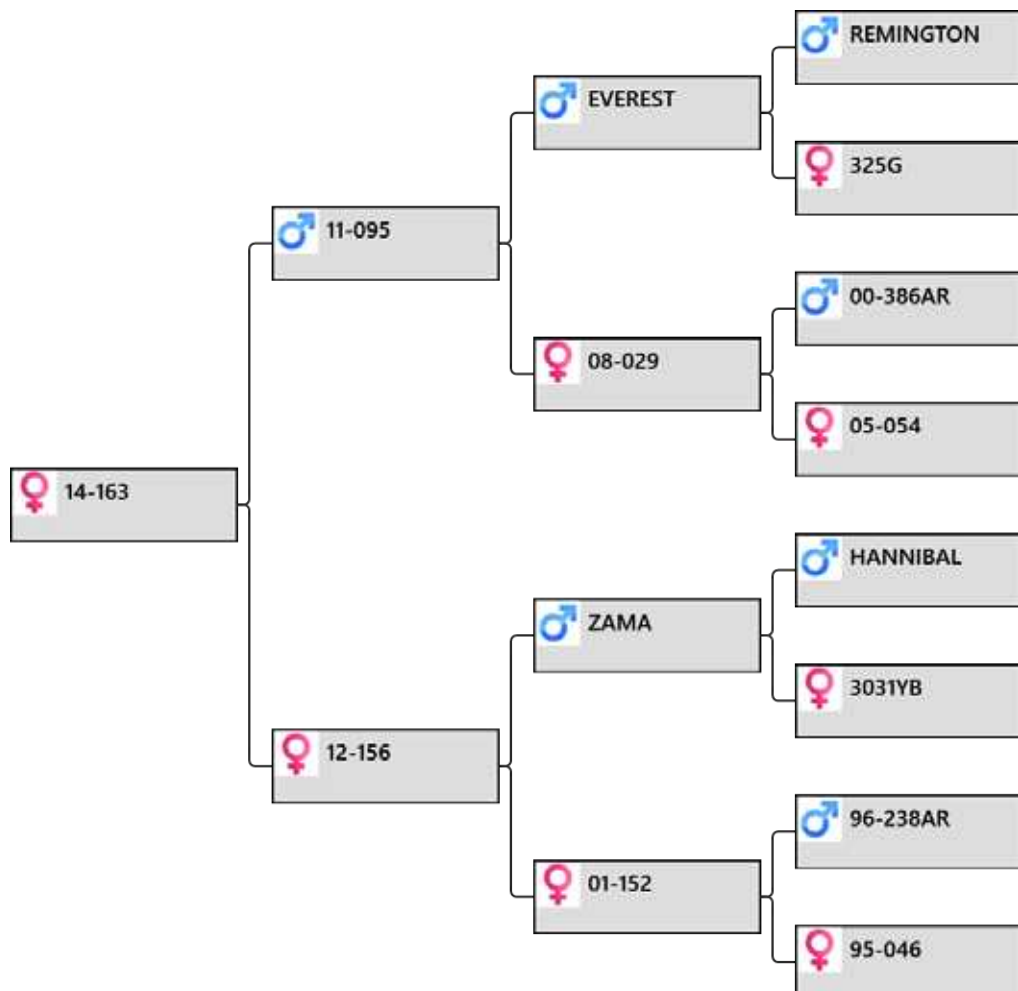 REMINGTON
EVEREST
325G
11-095
00-386AR
08-029
05-054
14-163
HANNIBAL
ZAMA
3031YB
12-156
96-238AR
01-152
95-046